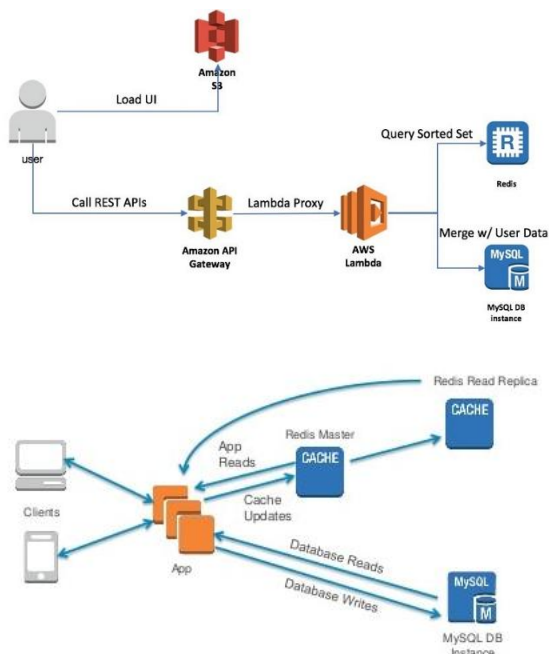 Amazon
S3
Load UI
user
Query Sorted Set
R
Redis
Call REST APIs
Lambda Proxy
Amazon API
Gateway
AWS
Lambda
Merge w/ User Data
MySQL
M
MySQL DB
instance
Redis Read Replica
CACHE
Redis Master
CACHE
App
Reads
Cache
Updates
Clients
App
Database Reads
Database Writes
MySQL
M
MySQL DB
Instance